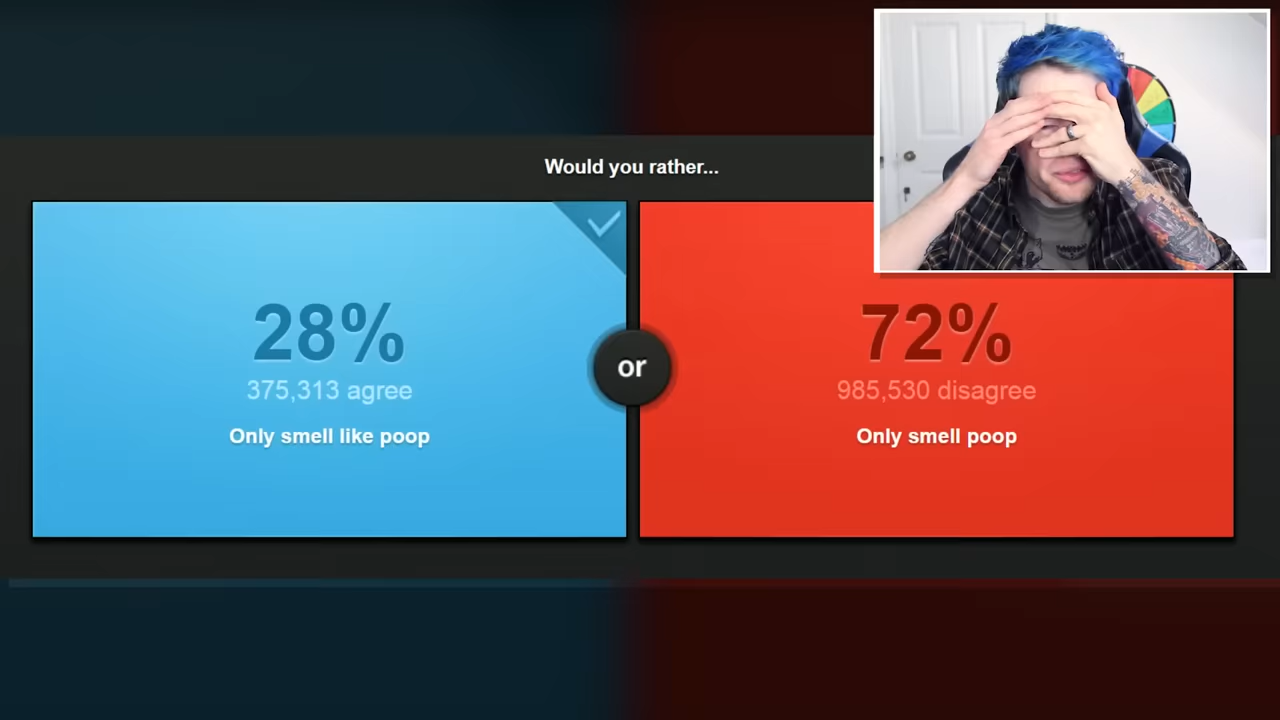 Would you rather...
28%
375,313 agree
Only smell like poop
or
72%
985,530 disagree
Only smell poop